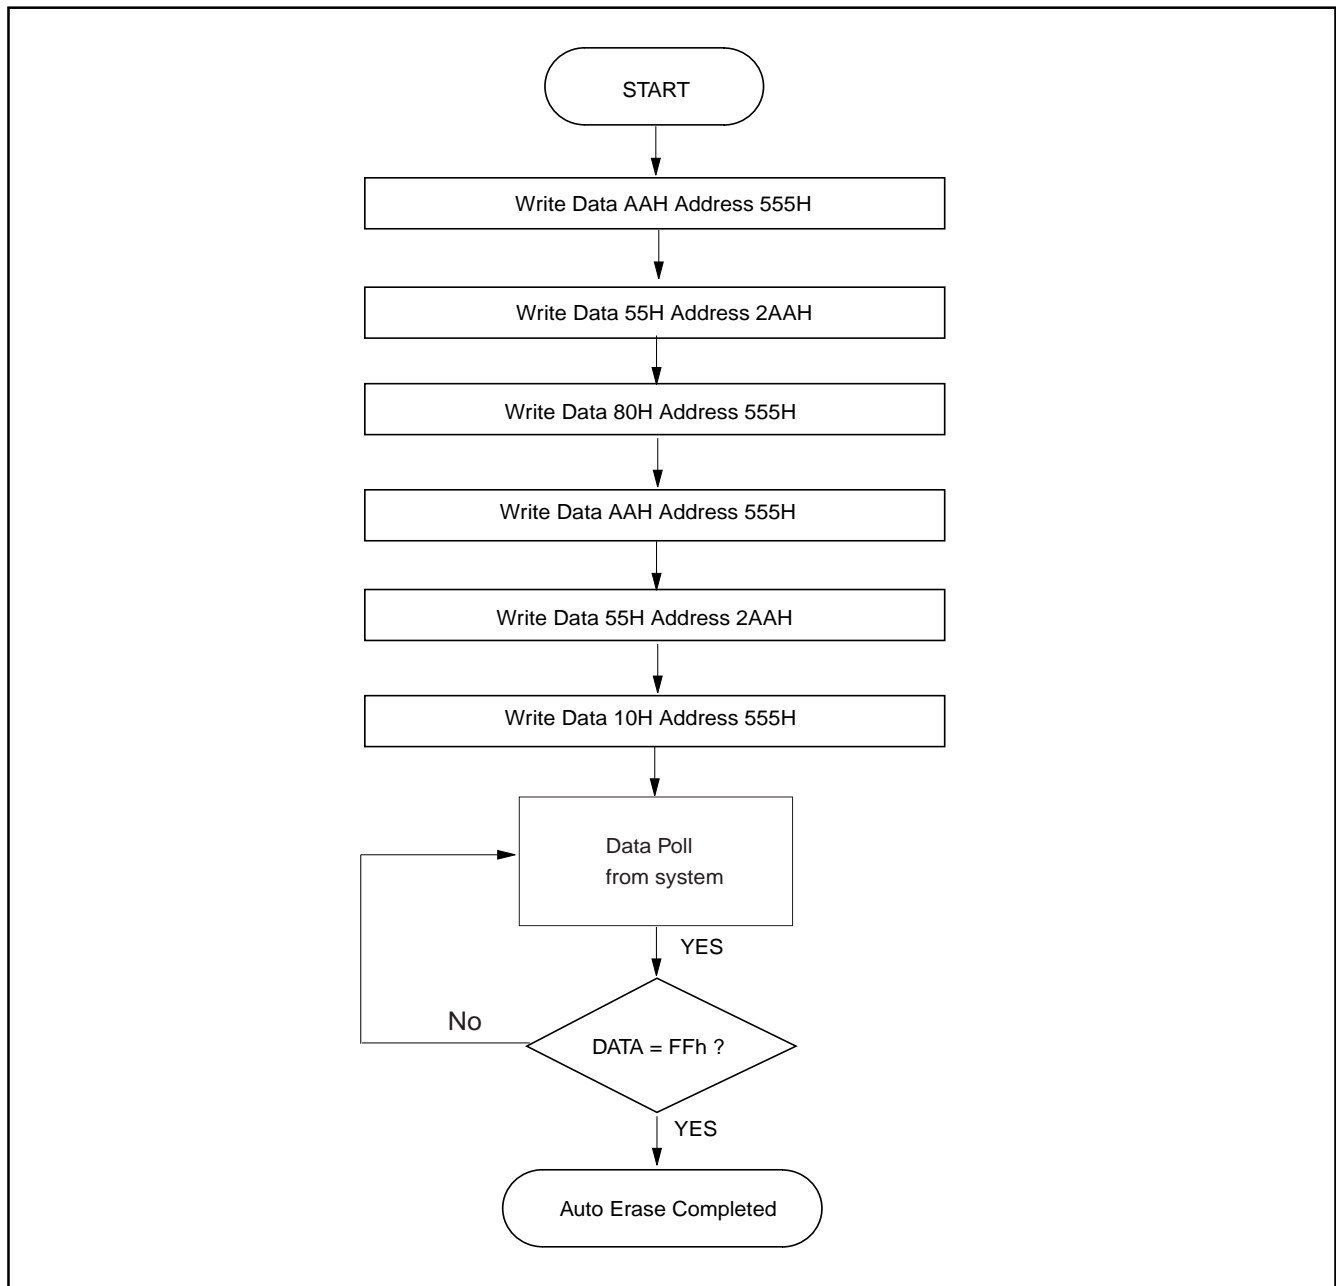 START
Write Data AAH Address 555H
Write Data 55H Address 2AAH
Write Data 80H Address 555H
Write Data AAH Address 555H
Write Data 55H Address 2AAH
Write Data 10H Address 555H
Data Poll
from system
YES
No
DATA = FFh ?
YES
Auto Erase Completed